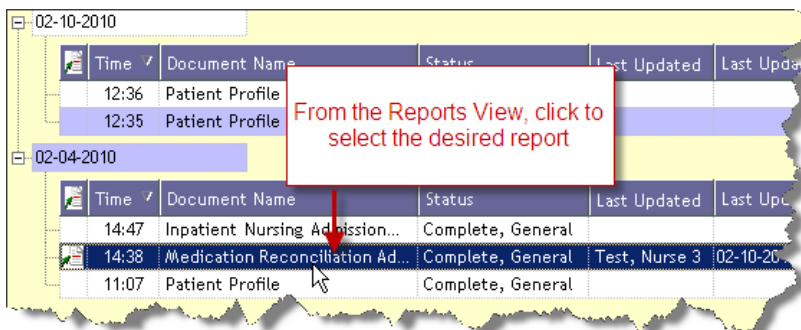 02-10-2010
Time Document Name Status Last Updated Last Upda
12:36 Patient Profile
12:35 Patient Profile
From the Reports View, click to
select the desired report
02-04-2010
Time Document Name Status Last Updated Last Upd
14:47 Inpatient Nursing Admission... Complete, General
14:38 Medication Reconciliation Ad... Complete, General Test, Nurse 3 02-10-20
11:07 Patient Profile Complete, General